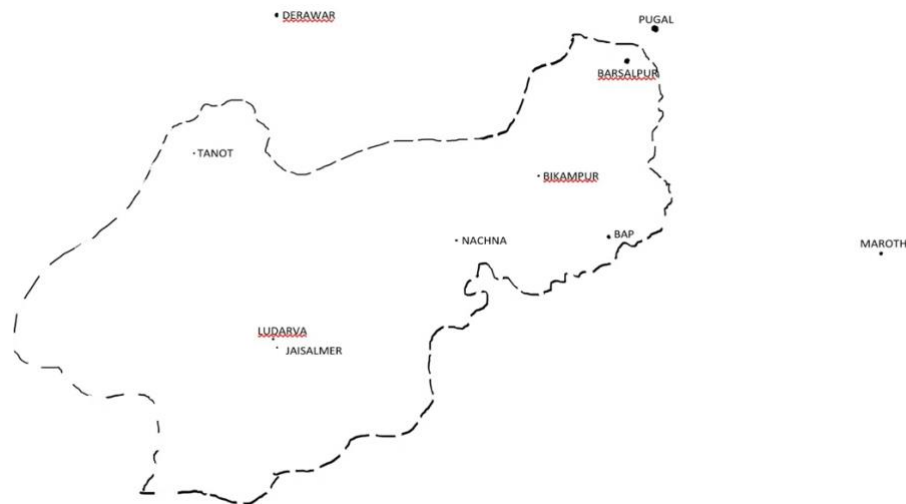 DERAWAR
PUGAL
BARSALPUR
TANOT
BIKAMPUR
BAP
NACHNA
MAROTH
LUDARVA
JAISALMER